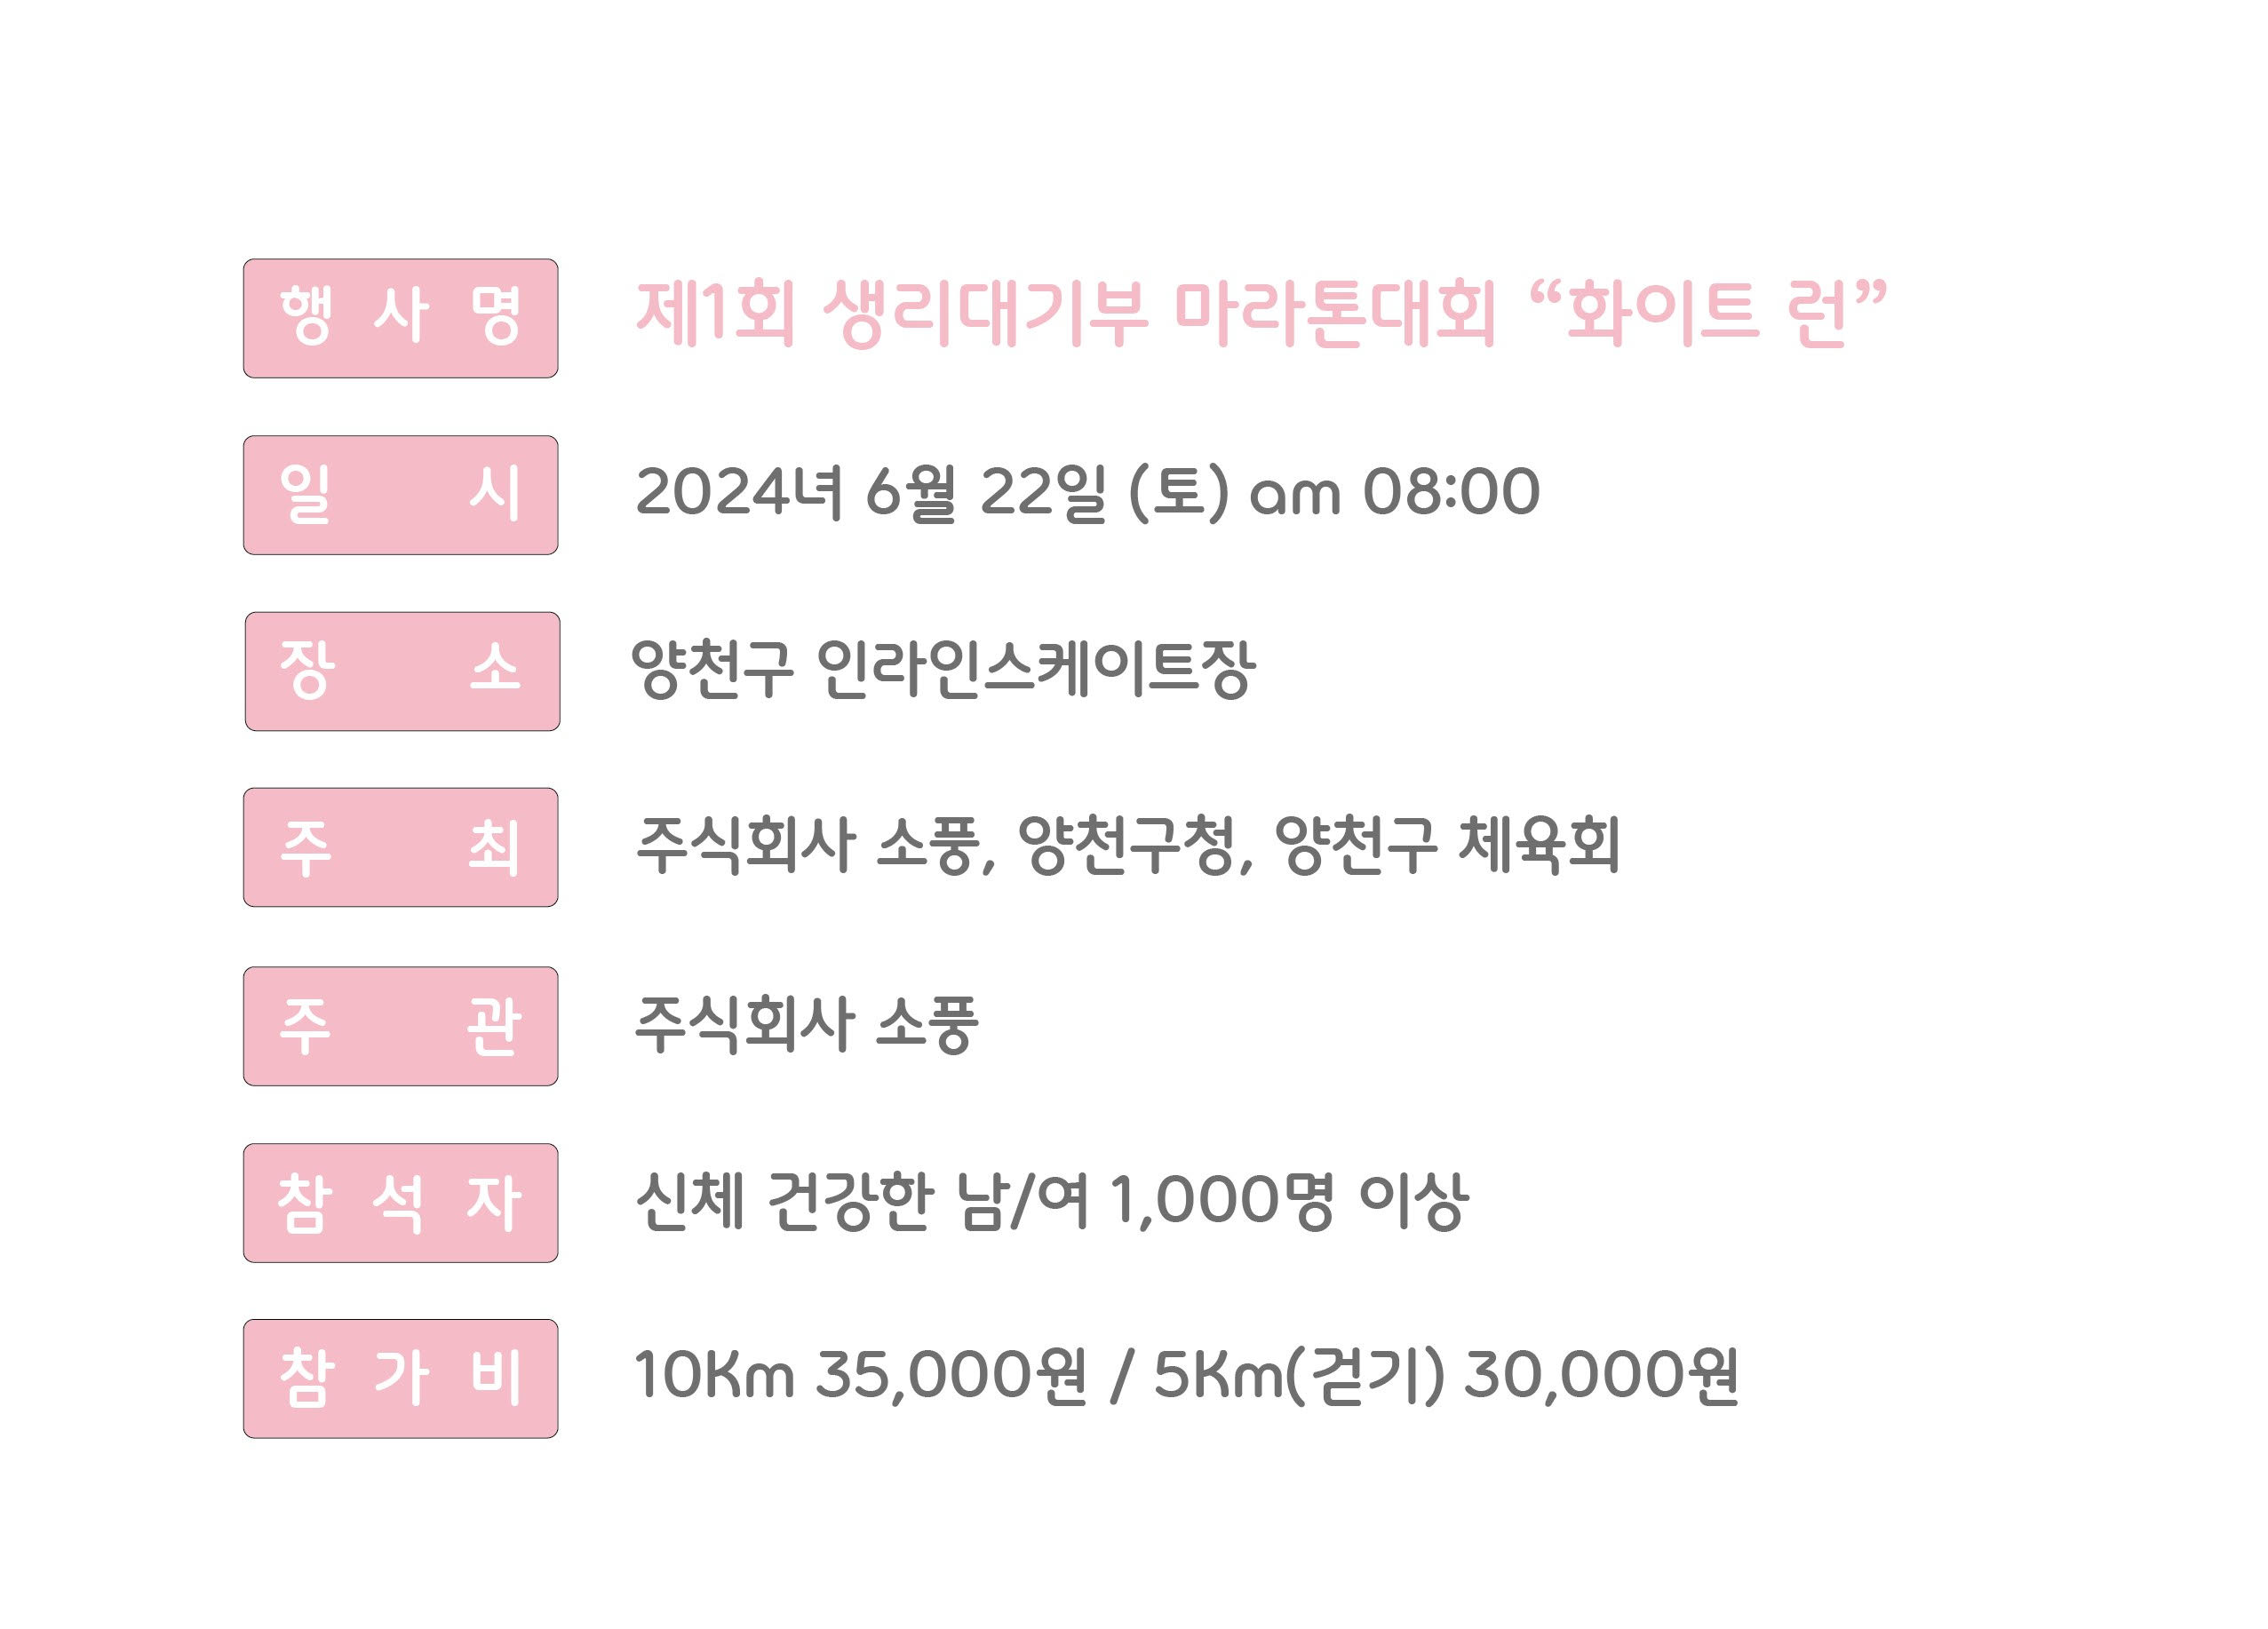 행 사 명 제1회 생리대기부 마라톤대회 “화이트 런”
일 시 2024녀 6월 22일 (토) am 08:00
장 소 양천구 인라인스케이트장
주 최 주식회사 소풍, 양천구청, 양천구 체육회
주 관 주식회사 소풍
참 석 자 신체 건강한 남/여 1,000명 이상
참 가 비 10km 35,000원 / 5km(걷기) 30,000원